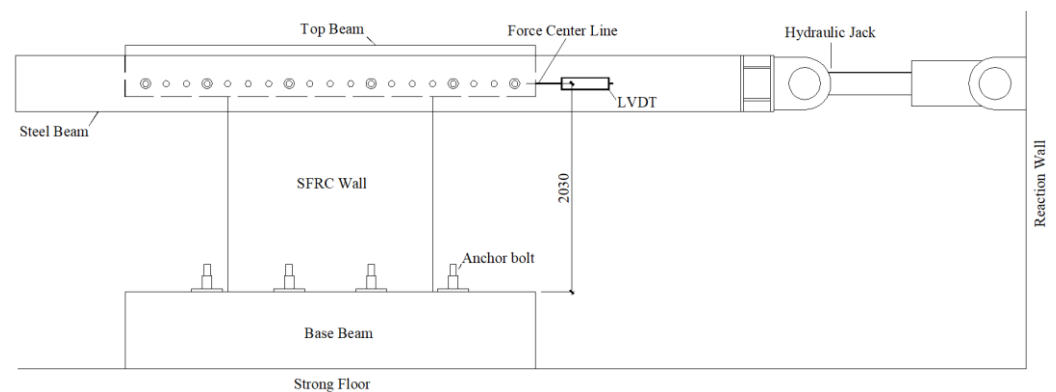 Top Beam
Force Center Line
Hydraulic Jack
LVDT
Steel Beam
SFRC Wall
2030
Reaction Wall
Anchor bolt
Base Beam
Strong Floor